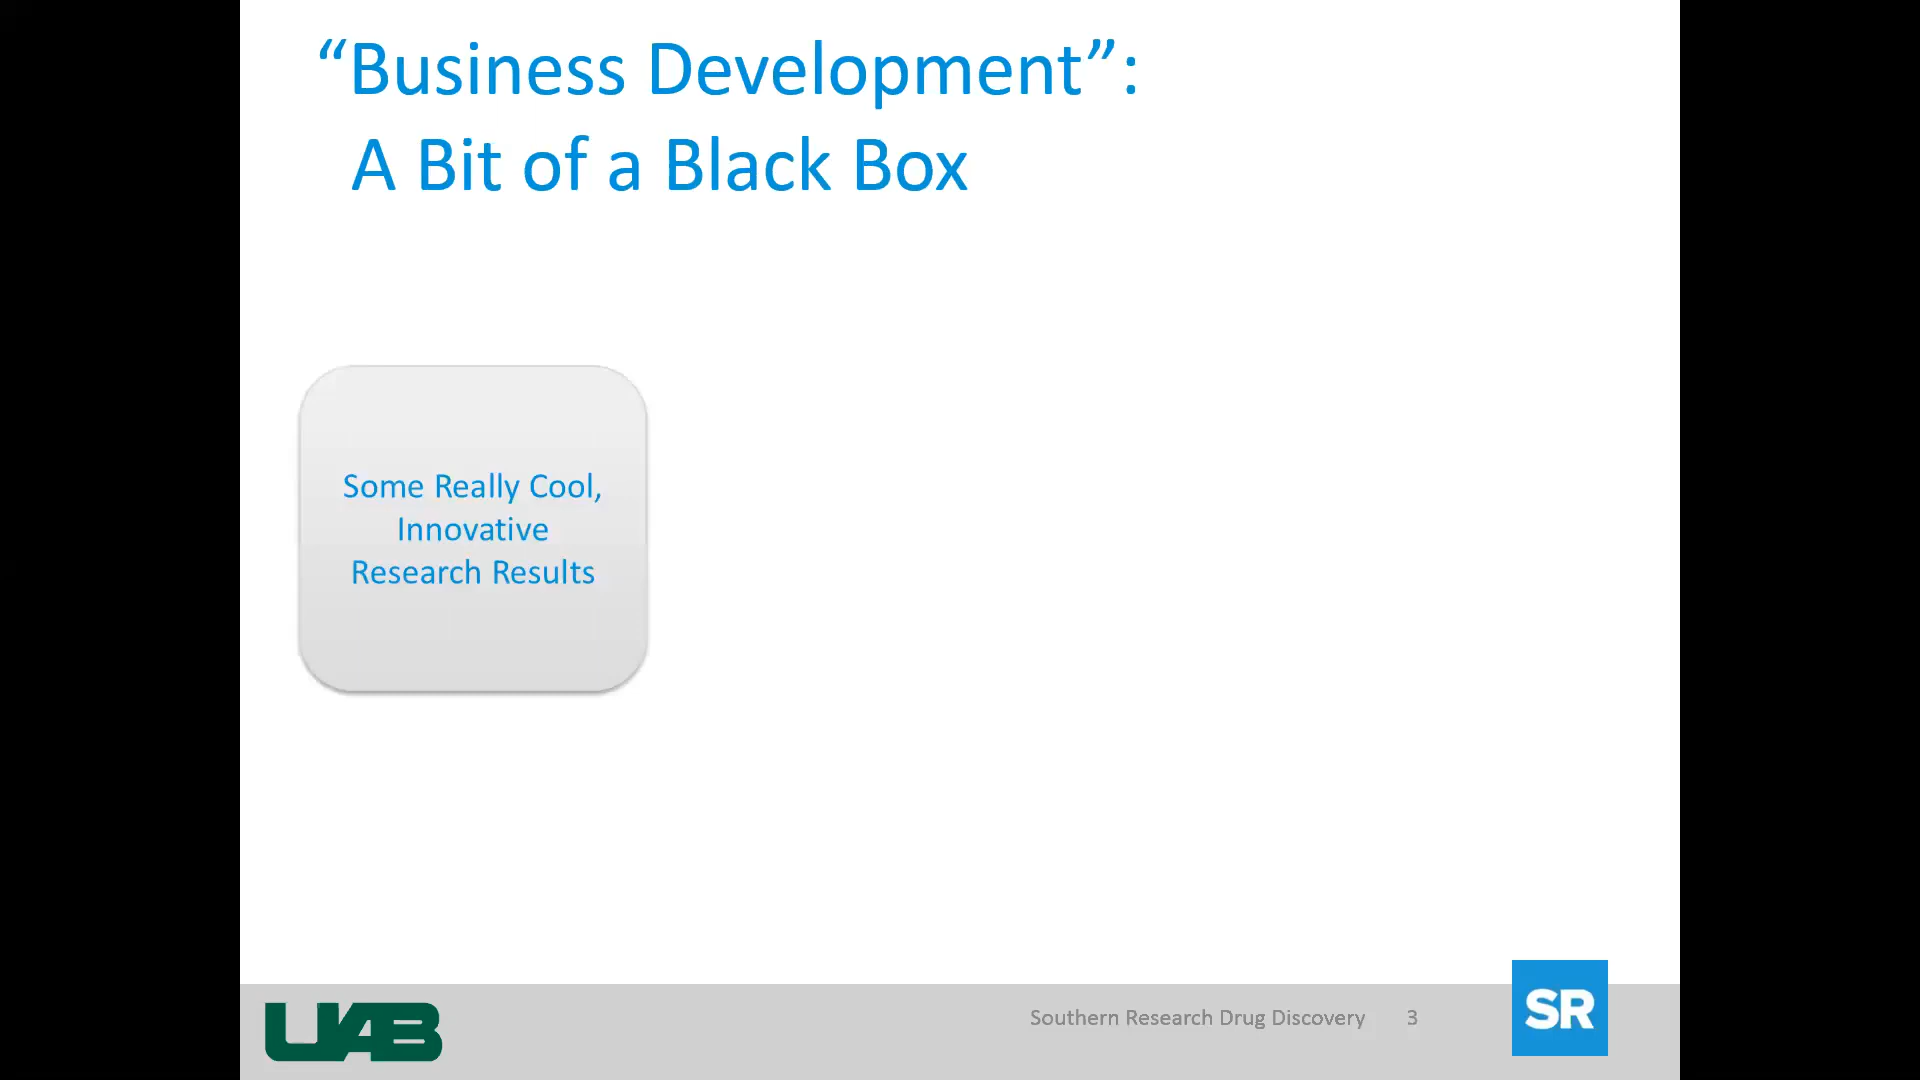 “Business Development”:
A Bit of a Black Box
Some Really Cool,
Innovative
Research Results
UAB
Southern Research Drug Discovery 3
SR